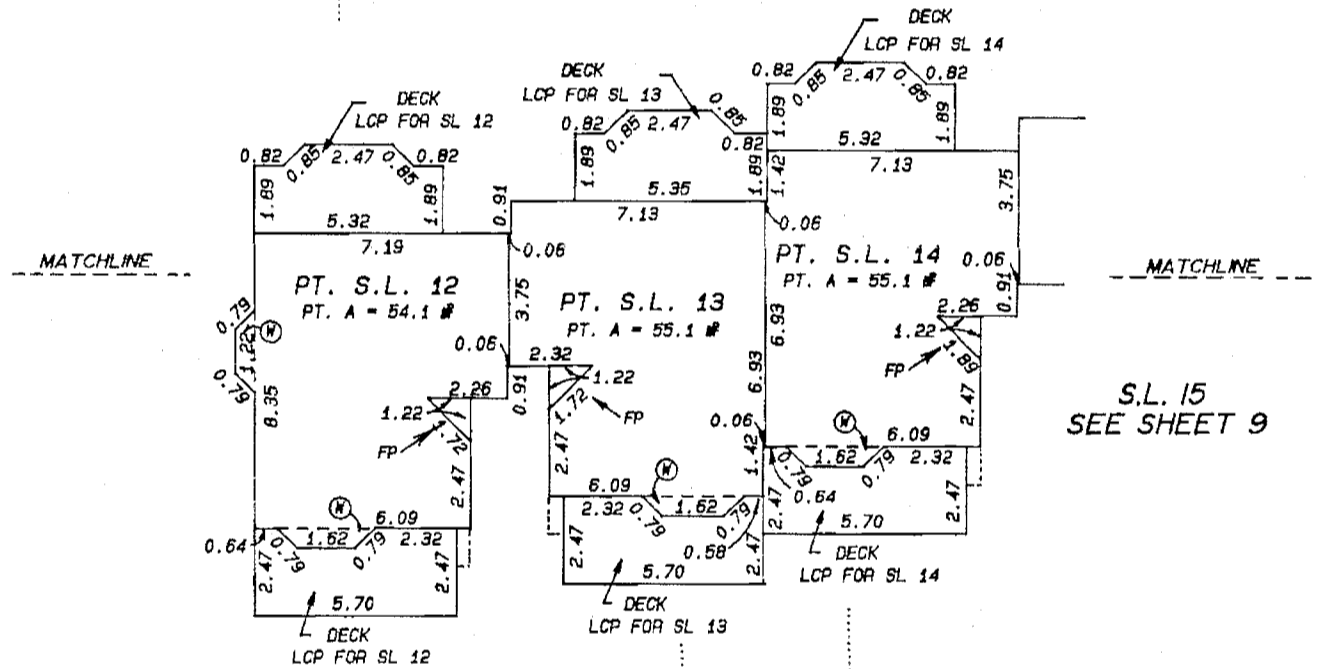 DECK
LCP FOR SL 14
0.82
0.85
2.47
0.85
0.82
1.89
1.89
5.32
7.13
3.75
DECK
LCP FOR SL 13
0.82
0.85
2.47
0.85
0.82
1.89
1.89
1.42
5.35
7.13
0.06
DECK
LCP FOR SL 12
0.82
0.85
2.47
0.85
0.82
1.89
1.89
0.91
5.32
7.19
0.06
MATCHLINE
PT. S.L. 12
PT. A = 54.1 m²
PT. S.L. 13
PT. A = 55.1 m²
PT. S.L. 14
PT. A = 55.1 m²
0.06
0.91
MATCHLINE
0.79
1.22
W
0.79
8.35
3.75
0.06
2.32
0.91
1.22
1.72
FP
2.26
1.22
FP
1.72
2.47
2.47
6.93
6.93
2.26
1.22
FP
1.89
2.47
S.L. 15
SEE SHEET 9
0.06
W
6.09
1.62
2.32
0.79
0.79
0.64
2.47
2.47
5.70
DECK
LCP FOR SL 14
1.42
6.09
W
2.32
1.62
0.79
0.79
0.58
2.47
2.47
5.70
DECK
LCP FOR SL 13
W
6.09
0.64
1.62
2.32
0.79
0.79
2.47
2.47
5.70
DECK
LCP FOR SL 12